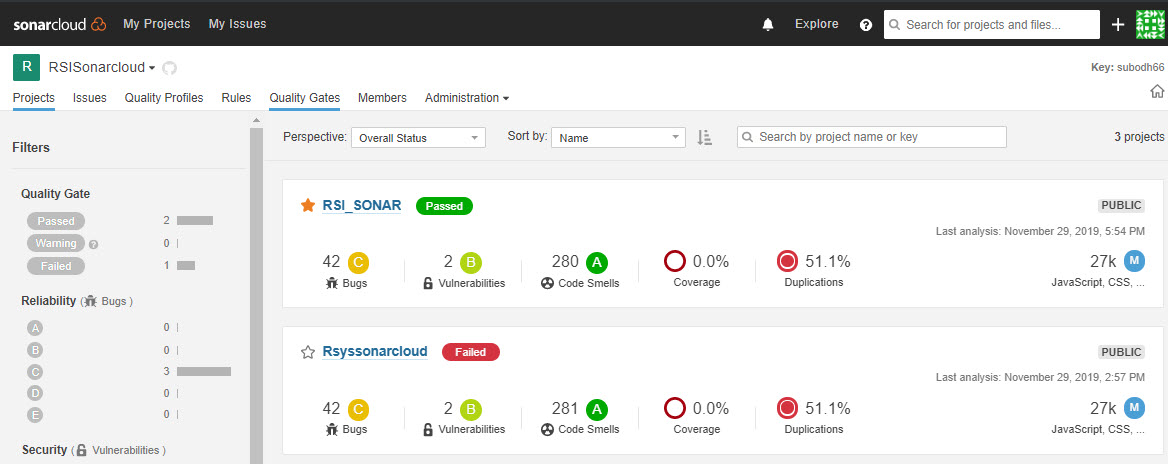 sonarcloud My Projects My Issues Explore ? Search for projects and files... +
R RSISonarcloud Key: subodh66
Projects Issues Quality Profiles Rules Quality Gates Members Administration
Perspective: Overall Status Sort by: Name Search by project name or key 3 projects
Filters
Quality Gate
Passed 2
Warning ? 0
Failed 1
Reliability ( Bugs )
A 0
B 0
C 3
D 0
E 0
Security ( Vulnerabilities )
RSI_SONAR Passed PUBLIC
Last analysis: November 29, 2019, 5:54 PM
42 C 2 B 280 A 0.0% 51.1% 27k M
Bugs Vulnerabilities Code Smells Coverage Duplications JavaScript, CSS, ...
Rsyssonarcloud Failed PUBLIC
Last analysis: November 29, 2019, 2:57 PM
42 C 2 B 281 A 0.0% 51.1% 27k M
Bugs Vulnerabilities Code Smells Coverage Duplications JavaScript, CSS, ...